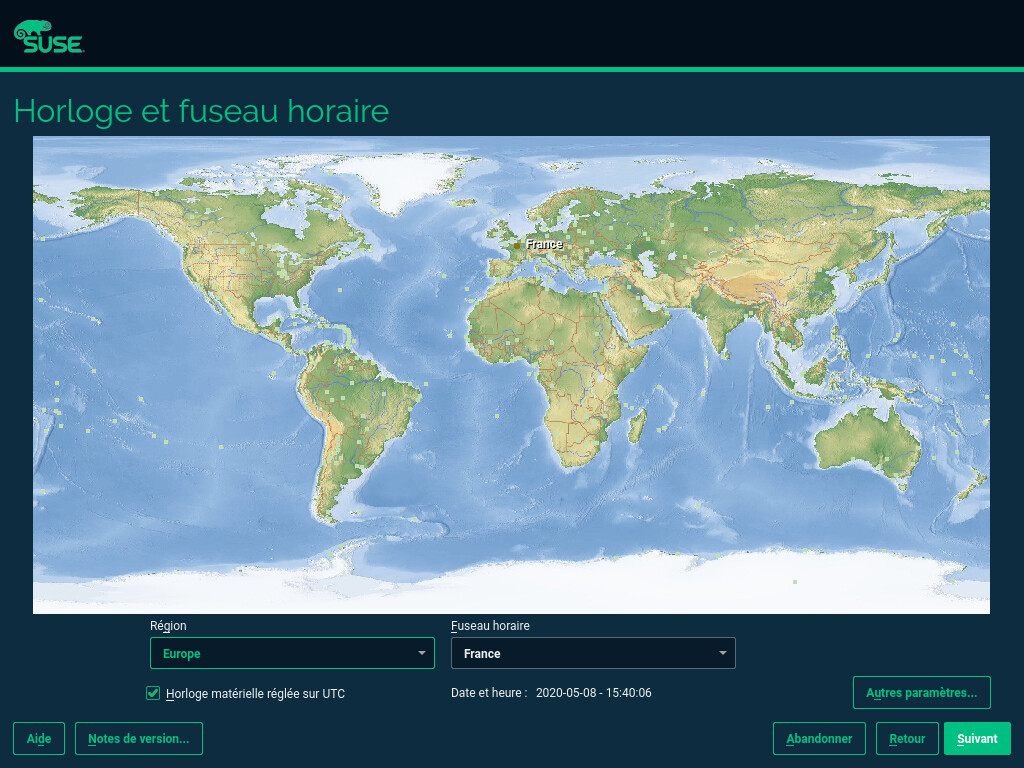 SUSE
Horloge et fuseau horaire
France
Région
Fuseau horaire
Europe
France
Horloge matérielle réglée sur UTC
Date et heure : 2020-05-08 - 15:40:06
Autres paramètres...
Aide
Notes de version...
Abandonner
Retour
Suivant